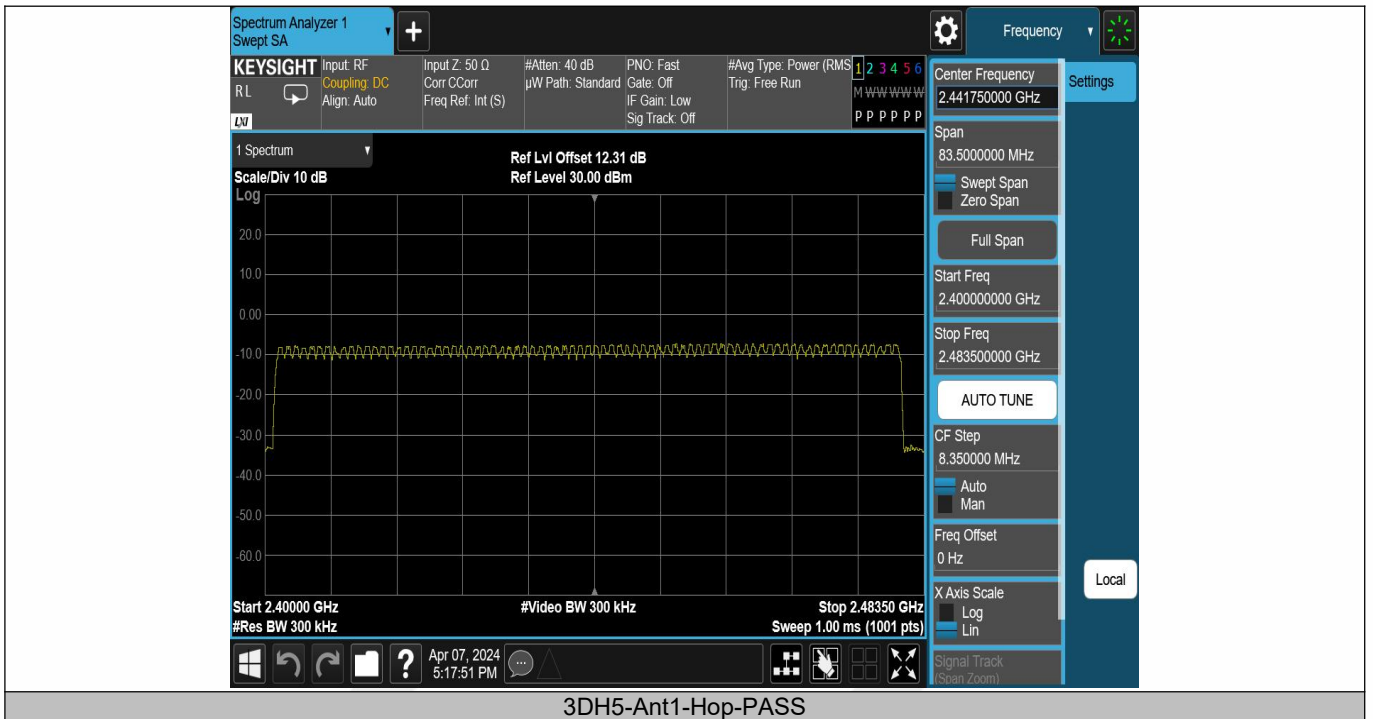 Spectrum Analyzer 1
Swept SA
Frequency
KEYSIGHT
RL
LXI
Input: RF
Coupling: DC
Align: Auto
Input Z: 50 Ω
Corr CCorr
Freq Ref: Int (S)
#Atten: 40 dB
µW Path: Standard
PNO: Fast
Gate: Off
IF Gain: Low
Sig Track: Off
#Avg Type: Power (RMS
Trig: Free Run
1 2 3 4 5 6
M W W W W W
P P P P P P
1 Spectrum
Scale/Div 10 dB
Ref Lvl Offset 12.31 dB
Ref Level 30.00 dBm
Log
20.0
10.0
0.00
-10.0
-20.0
-30.0
-40.0
-50.0
-60.0
Start 2.40000 GHz
#Video BW 300 kHz
Stop 2.48350 GHz
#Res BW 300 kHz
Sweep 1.00 ms (1001 pts)
Center Frequency
2.441750000 GHz
Settings
Span
83.5000000 MHz
Swept Span
Zero Span
Full Span
Start Freq
2.400000000 GHz
Stop Freq
2.483500000 GHz
AUTO TUNE
CF Step
8.350000 MHz
Auto
Man
Freq Offset
0 Hz
X Axis Scale
Log
Lin
Signal Track
(Span Zoom)
Local
?
Apr 07, 2024
5:17:51 PM
3DH5-Ant1-Hop-PASS